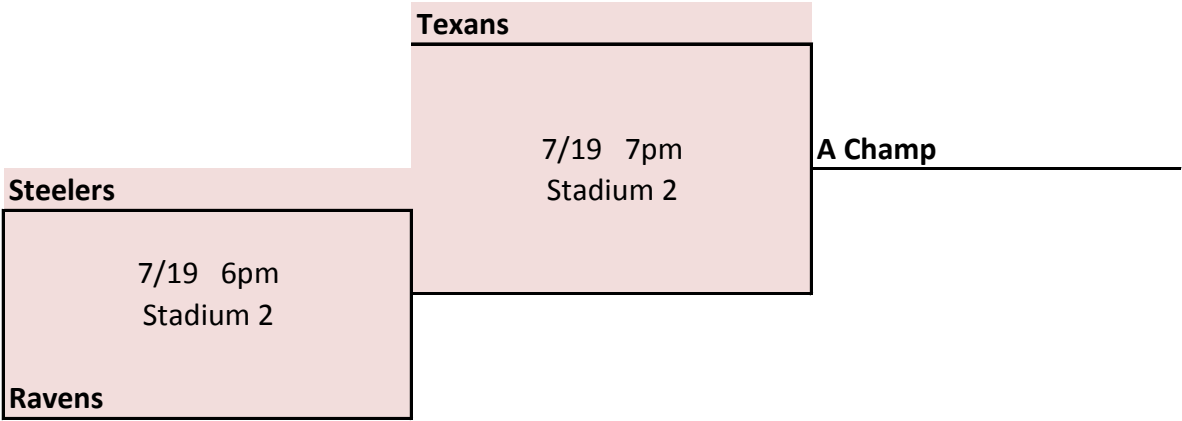 Texans
7/19   7pm
Stadium 2
A Champ
Steelers
7/19   6pm
Stadium 2
Ravens